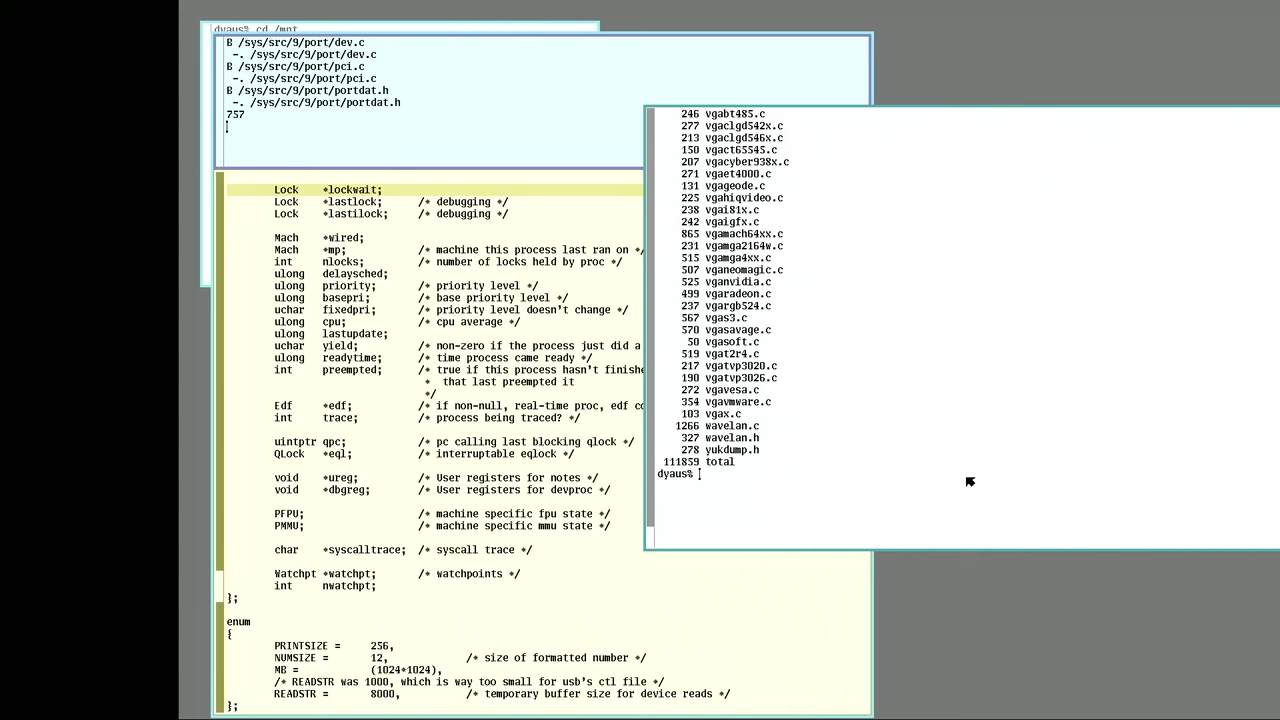 dyaus% cd /mnt
B /sys/src/9/port/dev.c
-. /sys/src/9/port/dev.c
B /sys/src/9/port/pci.c
-. /sys/src/9/port/pci.c
B /sys/src/9/port/portdat.h
-. /sys/src/9/port/portdat.h
757
Lock *lockwait;
Lock *lastlock; /* debugging */
Lock *lastilock; /* debugging */
Mach *wired;
Mach *mp; /* machine this process last ran on */
int nlocks; /* number of locks held by proc */
ulong delaysched;
ulong priority; /* priority level */
ulong basepri; /* base priority level */
uchar fixedpri; /* priority level doesn't change */
ulong cpu; /* cpu average */
ulong lastupdate;
uchar yield; /* non-zero if the process just did a
ulong readytime; /* time process came ready */
int preempted; /* true if this process hasn't finishe
* that last preempted it
*/
Edf *edf; /* if non-null, real-time proc, edf co
int trace; /* process being traced? */
uintptr qpc; /* pc calling last blocking qlock */
QLock *eql; /* interruptable eqlock */
void *ureg; /* User registers for notes */
void *dbgreg; /* User registers for devproc */
PFPU; /* machine specific fpu state */
PMMU; /* machine specific mmu state */
char *syscalltrace; /* syscall trace */
Watchpt *watchpt; /* watchpoints */
int nwatchpt;
};
enum
{
PRINTSIZE = 256,
NUMSIZE = 12, /* size of formatted number */
MB = (1024*1024),
/* READSTR was 1000, which is way too small for usb's ctl file */
READSTR = 8000, /* temporary buffer size for device reads */
};
246 vgabt485.c
277 vgaclgd542x.c
213 vgaclgd546x.c
150 vgact65545.c
207 vgacyber938x.c
271 vgaet4000.c
131 vgageode.c
225 vgahiqvideo.c
238 vgai81x.c
242 vgaigfx.c
865 vgamach64xx.c
231 vgamga2164w.c
515 vgamga4xx.c
507 vganeomagic.c
525 vganvidia.c
499 vgaradeon.c
237 vgargb524.c
567 vgas3.c
570 vgasavage.c
50 vgasoft.c
519 vgat2r4.c
217 vgatvp3020.c
190 vgatvp3026.c
272 vgavesa.c
354 vgavmware.c
103 vgax.c
1266 wavelan.c
327 wavelan.h
278 yukdump.h
111859 total
dyaus%